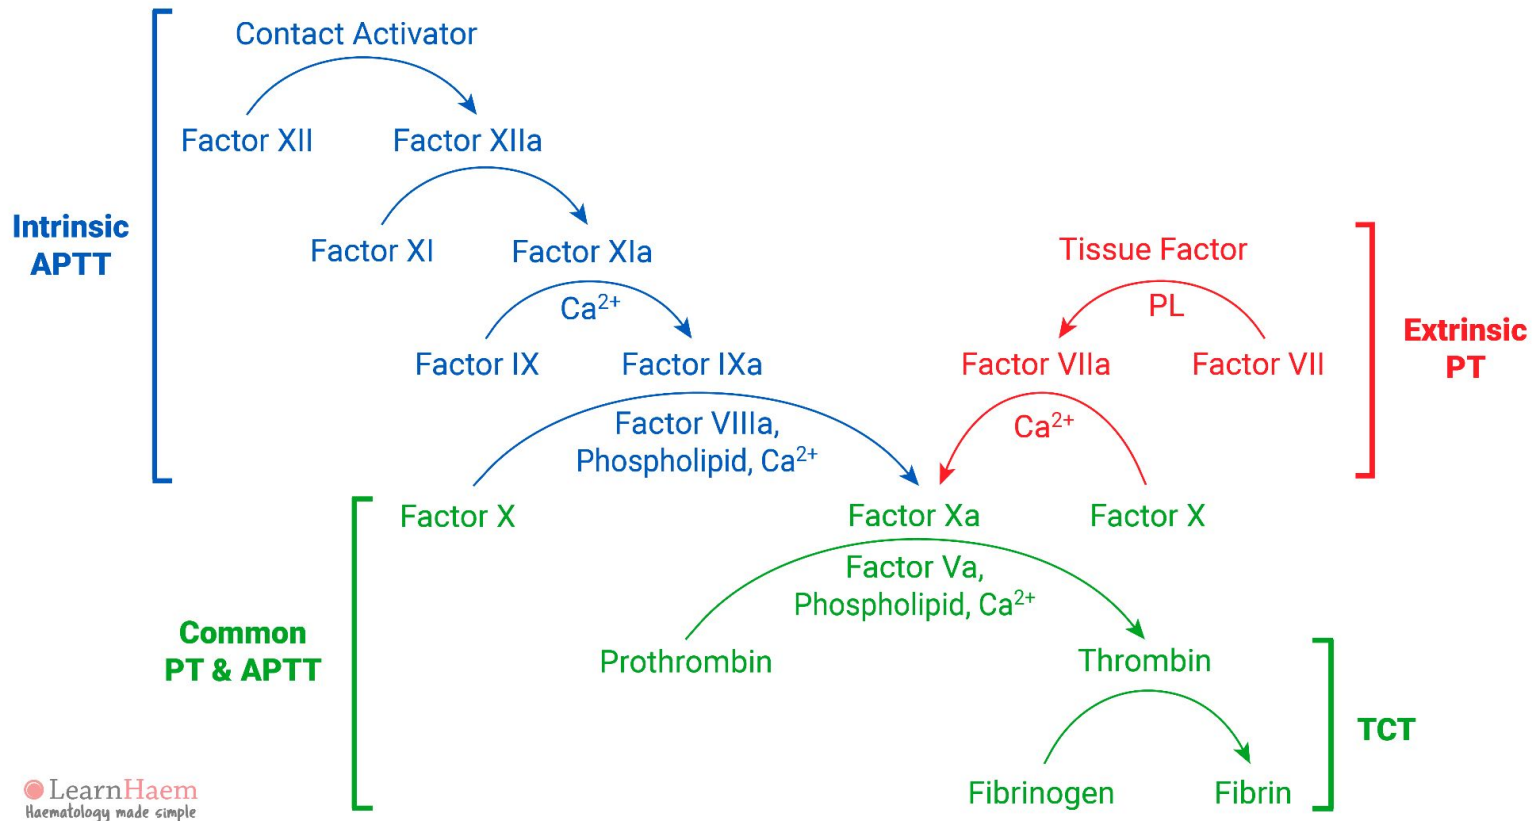 Contact Activator
Factor XII
Factor XIIa
Intrinsic
APTT
Factor XI
Factor XIa
Ca²⁺
Factor IX
Factor IXa
Factor VIIIa,
Phospholipid, Ca²⁺
Tissue Factor
PL
Factor VIIa
Factor VII
Ca²⁺
Extrinsic
PT
Factor X
Factor Xa
Factor X
Factor Va,
Phospholipid, Ca²⁺
Common
PT & APTT
Prothrombin
Thrombin
TCT
Fibrinogen
Fibrin
LearnHaem
Haematology made simple